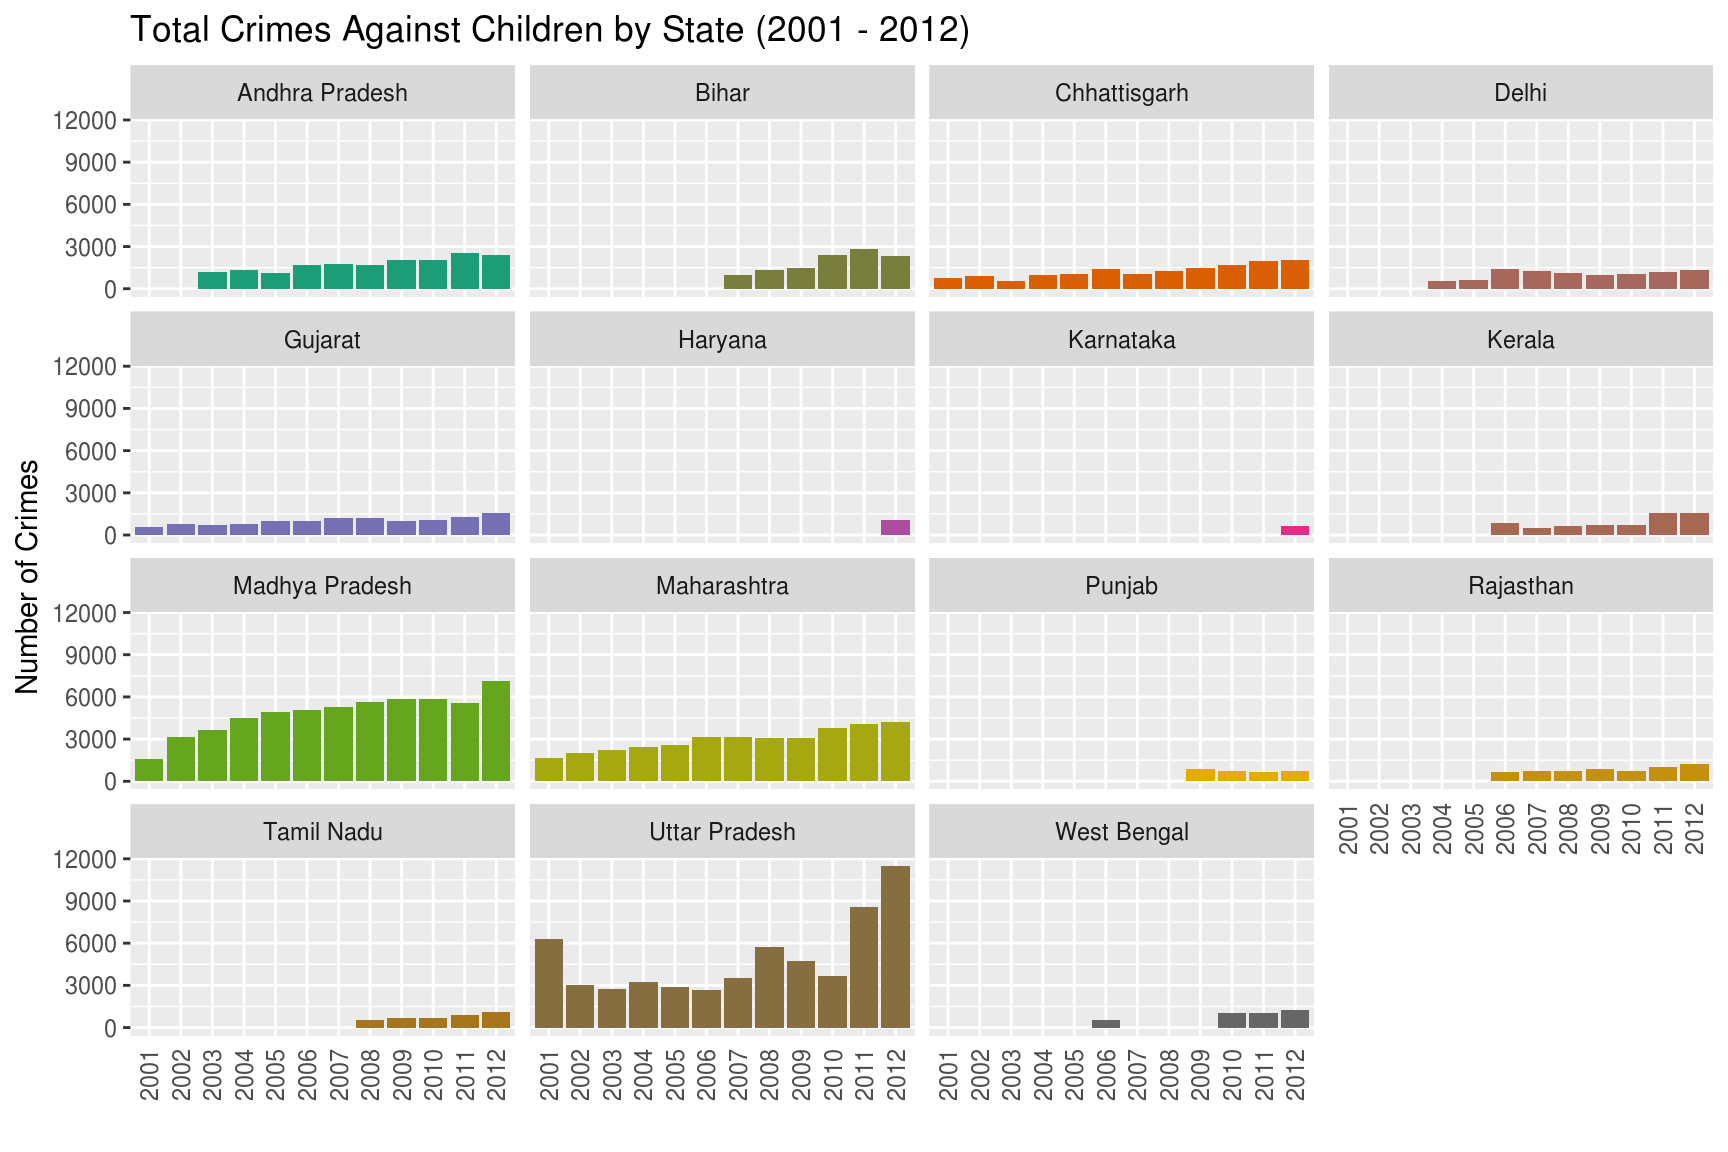 Total Crimes Against Children by State (2001 - 2012)
Andhra Pradesh
Bihar
Chhattisgarh
Delhi
12000
9000
6000
3000
0
Gujarat
Haryana
Karnataka
Kerala
12000
9000
6000
3000
0
Number of Crimes
Madhya Pradesh
Maharashtra
Punjab
Rajasthan
12000
9000
6000
3000
0
2001 2002 2003 2004 2005 2006 2007 2008 2009 2010 2011 2012
Tamil Nadu
Uttar Pradesh
West Bengal
12000
9000
6000
3000
0
2001 2002 2003 2004 2005 2006 2007 2008 2009 2010 2011 2012
2001 2002 2003 2004 2005 2006 2007 2008 2009 2010 2011 2012
2001 2002 2003 2004 2005 2006 2007 2008 2009 2010 2011 2012